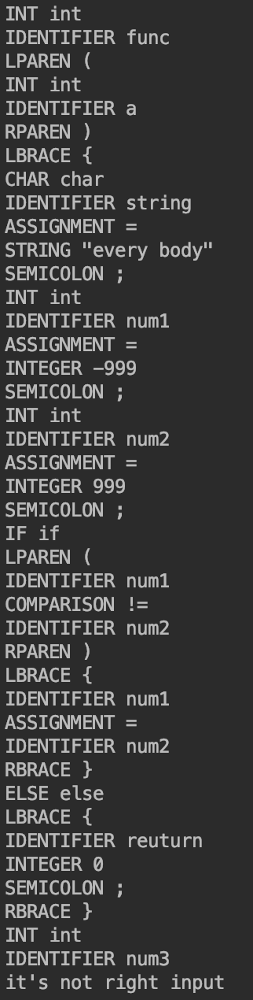 INT int
IDENTIFIER func
LPAREN (
INT int
IDENTIFIER a
RPAREN )
LBRACE {
CHAR char
IDENTIFIER string
ASSIGNMENT =
STRING "every body"
SEMICOLON ;
INT int
IDENTIFIER num1
ASSIGNMENT =
INTEGER -999
SEMICOLON ;
INT int
IDENTIFIER num2
ASSIGNMENT =
INTEGER 999
SEMICOLON ;
IF if
LPAREN (
IDENTIFIER num1
COMPARISON !=
IDENTIFIER num2
RPAREN )
LBRACE {
IDENTIFIER num1
ASSIGNMENT =
IDENTIFIER num2
RBRACE }
ELSE else
LBRACE {
IDENTIFIER reuturn
INTEGER 0
SEMICOLON ;
RBRACE }
INT int
IDENTIFIER num3
it's not right input